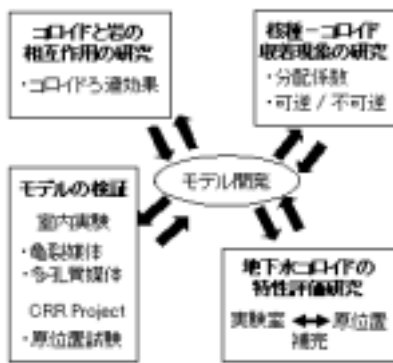 コロイドと岩の
相互作用の研究
・コロイドろ過効果
核種－コロイド
収着現象の研究
・分配係数
・可逆 / 不可逆
モデル開発
モデルの検証
室内実験
・亀裂媒体
・多孔質媒体
CRR Project
・原位置試験
地下水コロイドの
特性評価研究
実験室 ⟷ 原位置
補完